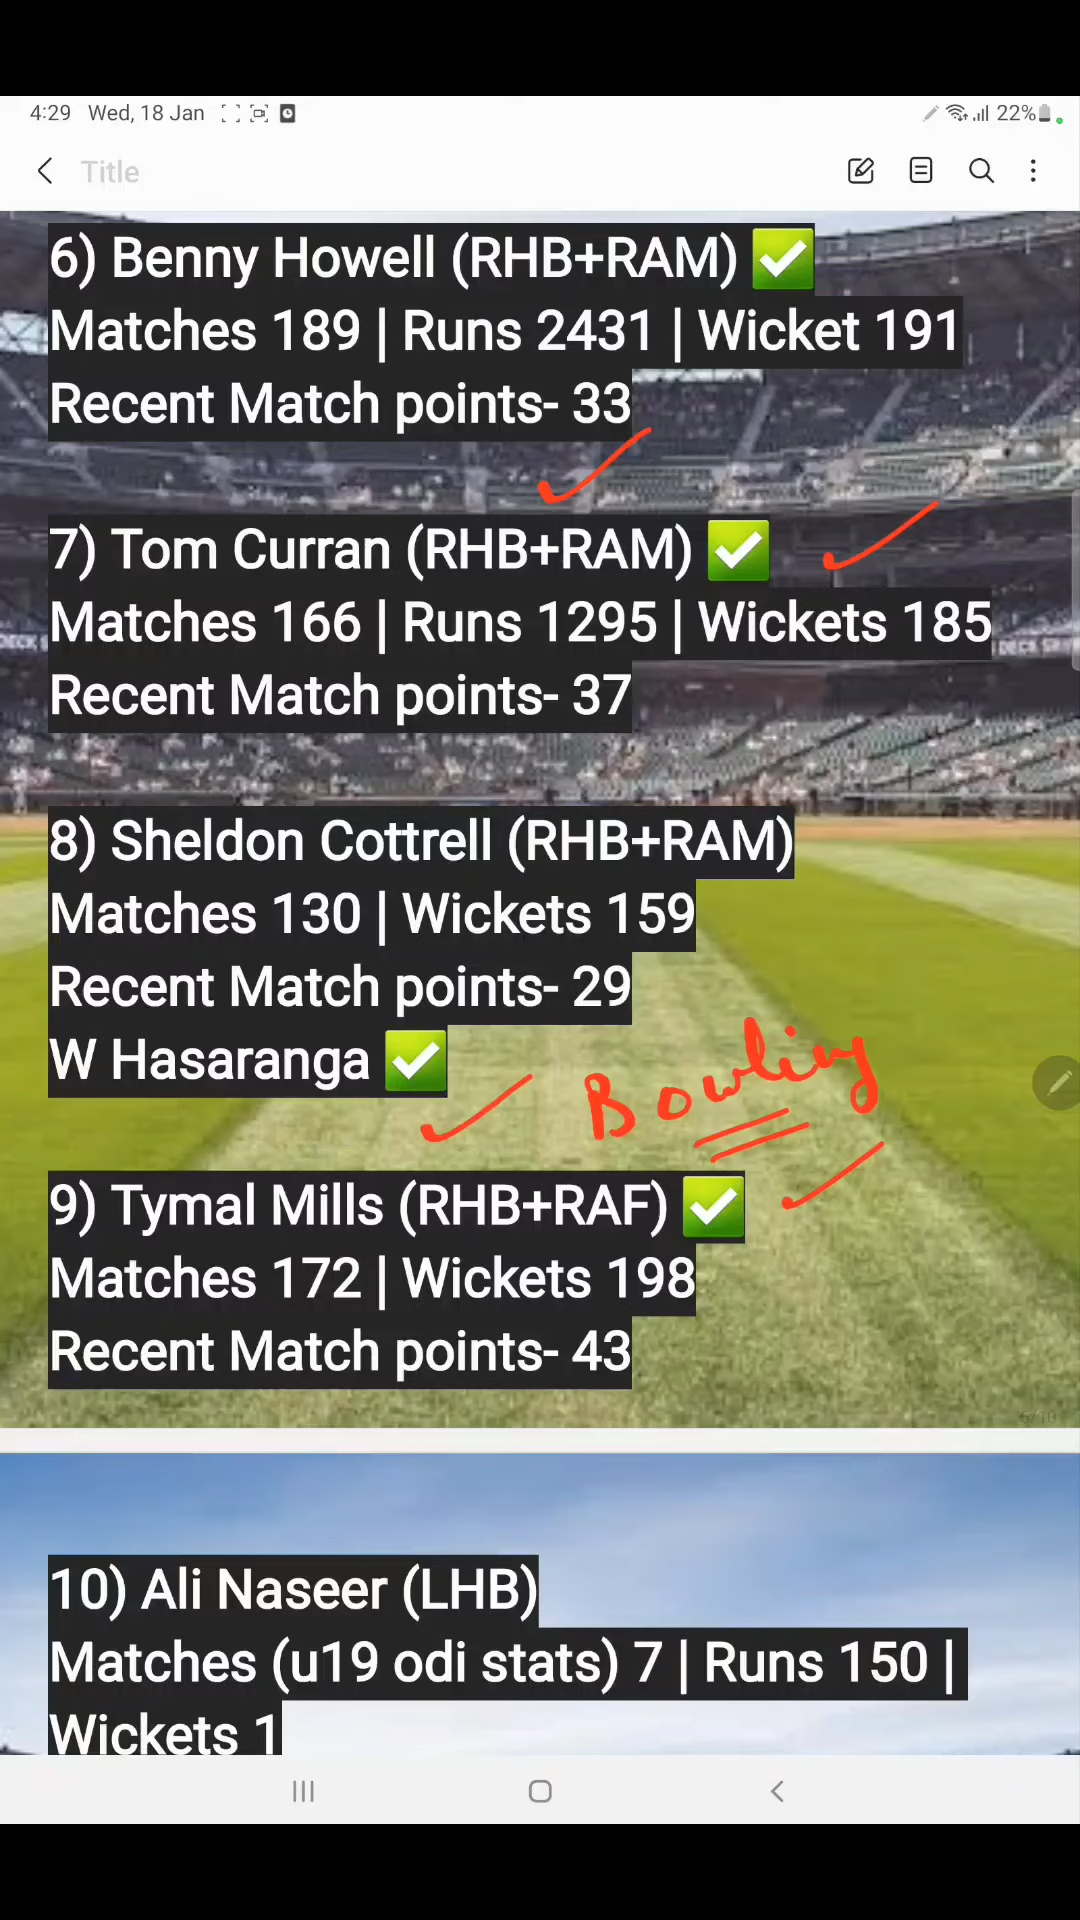 4:29 Wed, 18 Jan 22%
Title
6) Benny Howell (RHB+RAM) ✅
Matches 189 | Runs 2431 | Wicket 191
Recent Match points- 33
7) Tom Curran (RHB+RAM) ✅
Matches 166 | Runs 1295 | Wickets 185
Recent Match points- 37
8) Sheldon Cottrell (RHB+RAM)
Matches 130 | Wickets 159
Recent Match points- 29
W Hasaranga ✅
Bowling
9) Tymal Mills (RHB+RAF) ✅
Matches 172 | Wickets 198
Recent Match points- 43
10) Ali Naseer (LHB)
Matches (u19 odi stats) 7 | Runs 150 |
Wickets 1